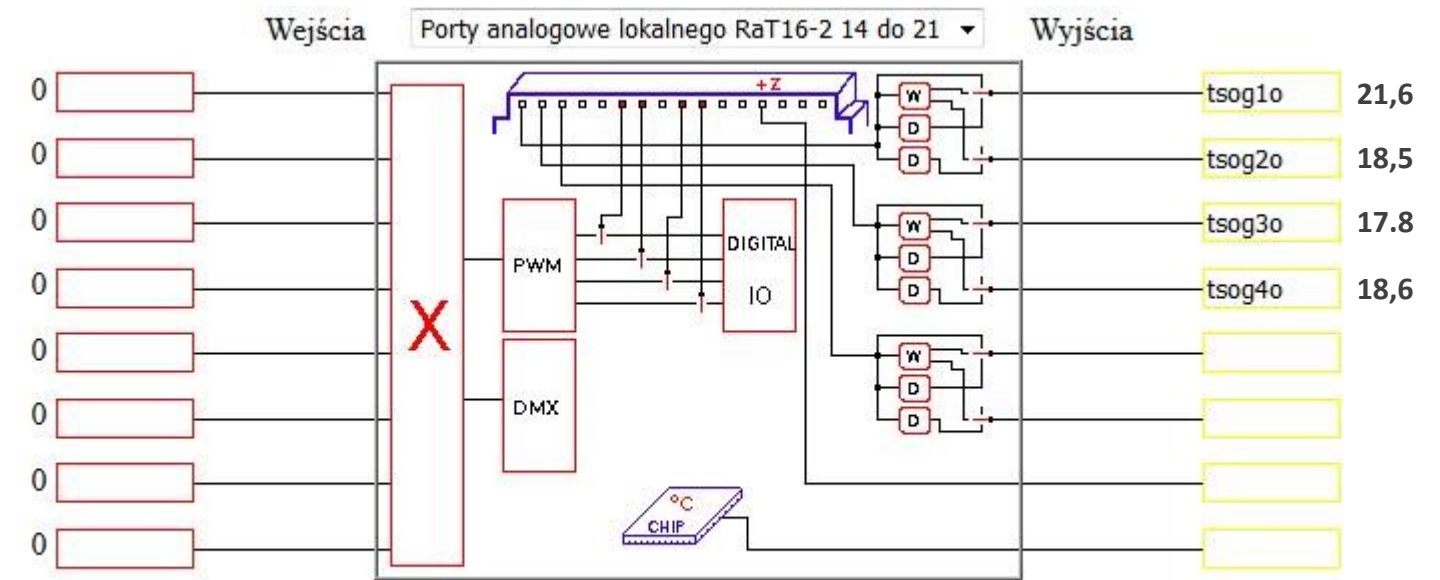 Wejścia Porty analogowe lokalnego RaT16-2 14 do 21 Wyjścia
0 +Z W tsog1o 21,6
D
0 D tsog2o 18,5
0 W tsog3o 17.8
PWM DIGITAL IO D
0 D tsog4o 18,6
X
0 W
D
0 DMX D
0
°C
CHIP
0